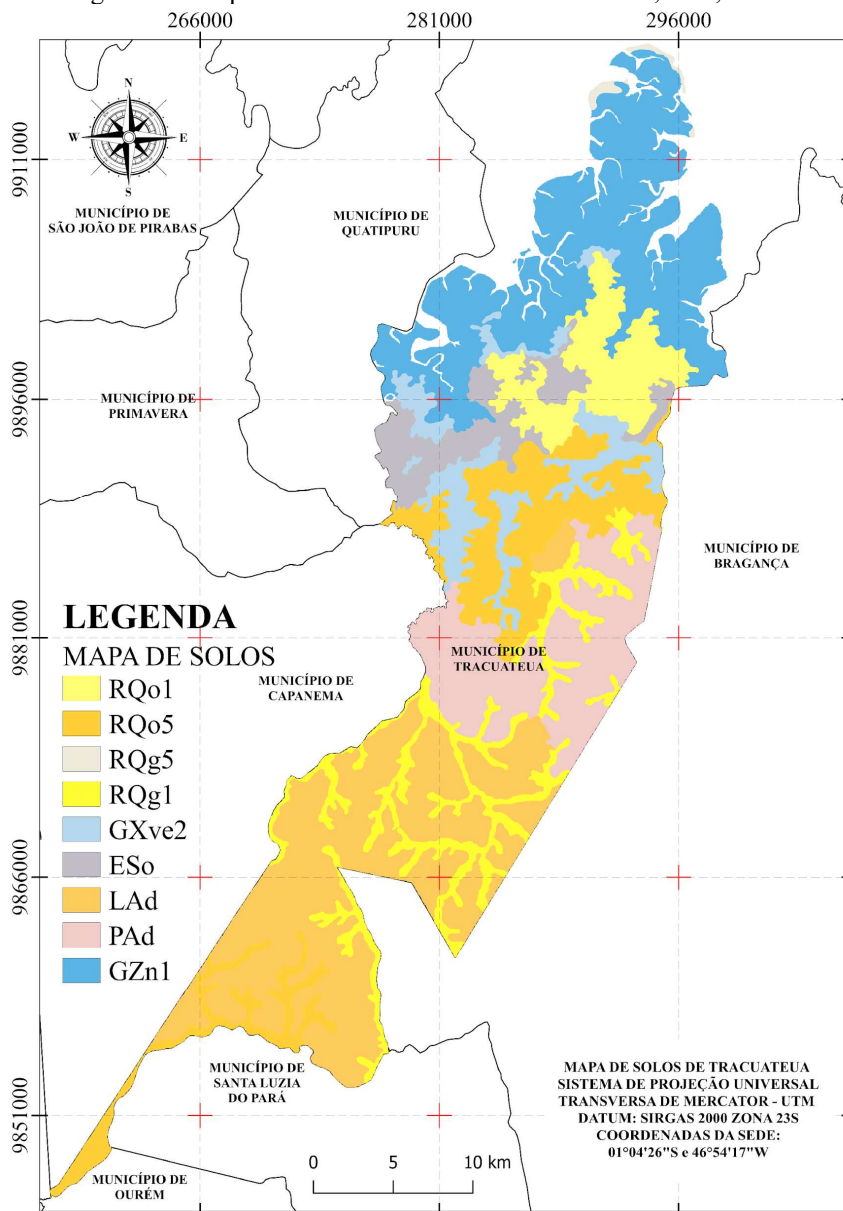 266000
281000
296000
N
W
E
S
9911000
MUNICÍPIO DE
SÃO JOÃO DE PIRABAS
MUNICÍPIO DE
QUATIPURU
MUNICÍPIO DE
PRIMAVERA
9896000
MUNICÍPIO DE
BRAGANÇA
LEGENDA
MAPA DE SOLOS
RQo1
RQo5
RQg5
RQg1
GXve2
ESo
LAd
PAd
GZn1
9881000
MUNICÍPIO DE
TRACUATEUA
MUNICÍPIO DE
CAPANEMA
9866000
MUNICÍPIO DE
SANTA LUZIA
DO PARÁ
9851000
MUNICÍPIO DE
OURÉM
0 5 10 km
MAPA DE SOLOS DE TRACUATEUA
SISTEMA DE PROJEÇÃO UNIVERSAL
TRANSVERSA DE MERCATOR - UTM
DATUM: SIRGAS 2000 ZONA 23S
COORDENADAS DA SEDE:
01°04'26"S e 46°54'17"W